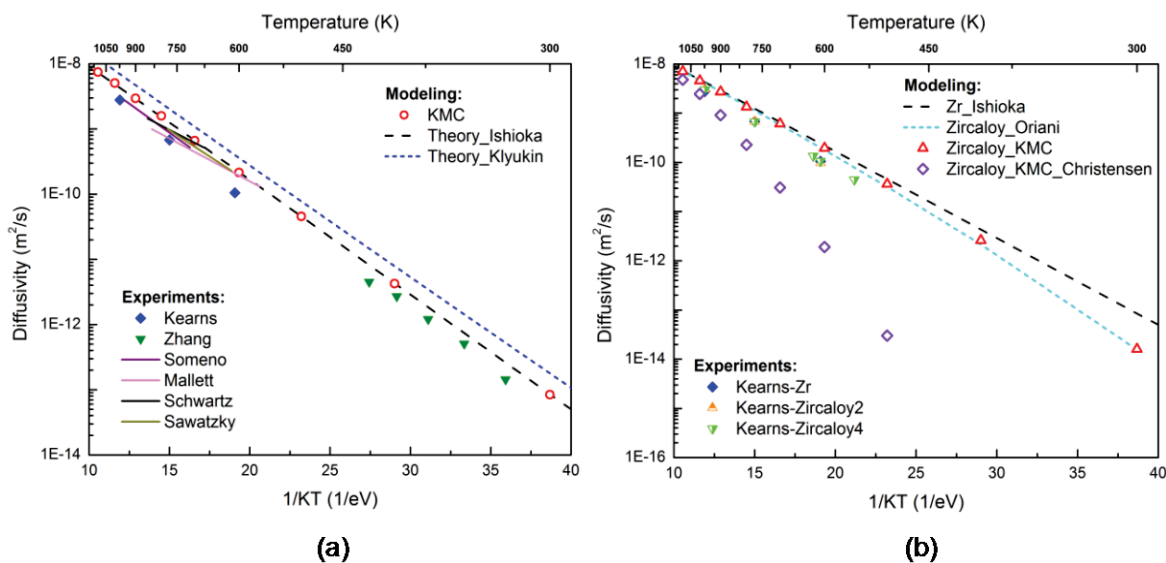 Temperature (K)
1050 900 750 600 450 300
1E-8
1E-10
1E-12
1E-14
Diffusivity (m²/s)
Modeling:
KMC
Theory_Ishioka
Theory_Klyukin
Experiments:
Kearns
Zhang
Someno
Mallett
Schwartz
Sawatzky
10 15 20 25 30 35 40
1/KT (1/eV)
(a)
Temperature (K)
1050 900 750 600 450 300
1E-8
1E-10
1E-12
1E-14
1E-16
Diffusivity (m²/s)
Modeling:
Zr_Ishioka
Zircaloy_Oriani
Zircaloy_KMC
Zircaloy_KMC_Christensen
Experiments:
Kearns-Zr
Kearns-Zircaloy2
Kearns-Zircaloy4
10 15 20 25 30 35 40
1/KT (1/eV)
(b)